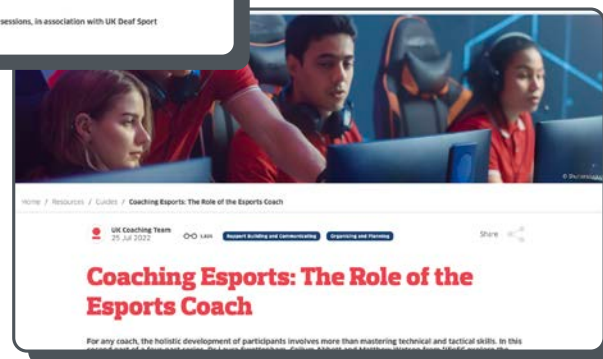 sessions, in association with UK Deaf Sport
© Shutterstock
Home / Resources / Guides / Coaching Esports: The Role of the Esports Coach
UK Coaching Team
25 Jul 2022
Rapport Building and Communicating
Organising and Planning
Share
Coaching Esports: The Role of the
Esports Coach
For any coach, the holistic development of participants involves more than mastering technical and tactical skills. In this